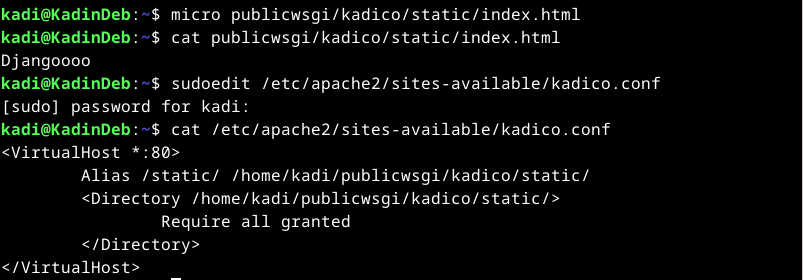 kadi@KadinDeb:~$ micro publicwsgi/kadico/static/index.html
kadi@KadinDeb:~$ cat publicwsgi/kadico/static/index.html
Djangoooo
kadi@KadinDeb:~$ sudoedit /etc/apache2/sites-available/kadico.conf
[sudo] password for kadi:
kadi@KadinDeb:~$ cat /etc/apache2/sites-available/kadico.conf
<VirtualHost *:80>
        Alias /static/ /home/kadi/publicwsgi/kadico/static/
        <Directory /home/kadi/publicwsgi/kadico/static/>
                Require all granted
        </Directory>
</VirtualHost>